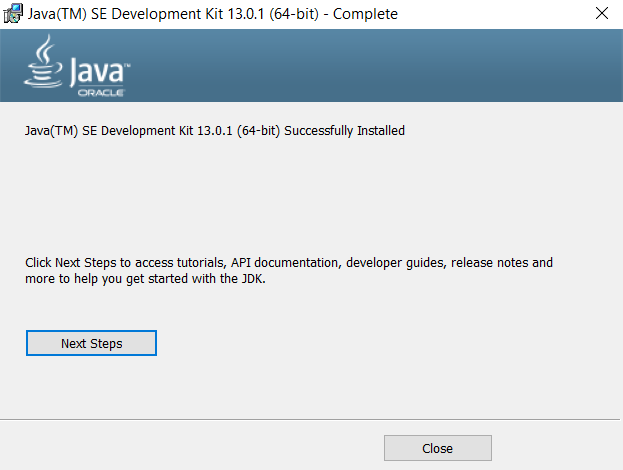 Java(TM) SE Development Kit 13.0.1 (64-bit) - Complete
Java™
ORACLE
Java(TM) SE Development Kit 13.0.1 (64-bit) Successfully Installed
Click Next Steps to access tutorials, API documentation, developer guides, release notes and
more to help you get started with the JDK.
Next Steps
Close